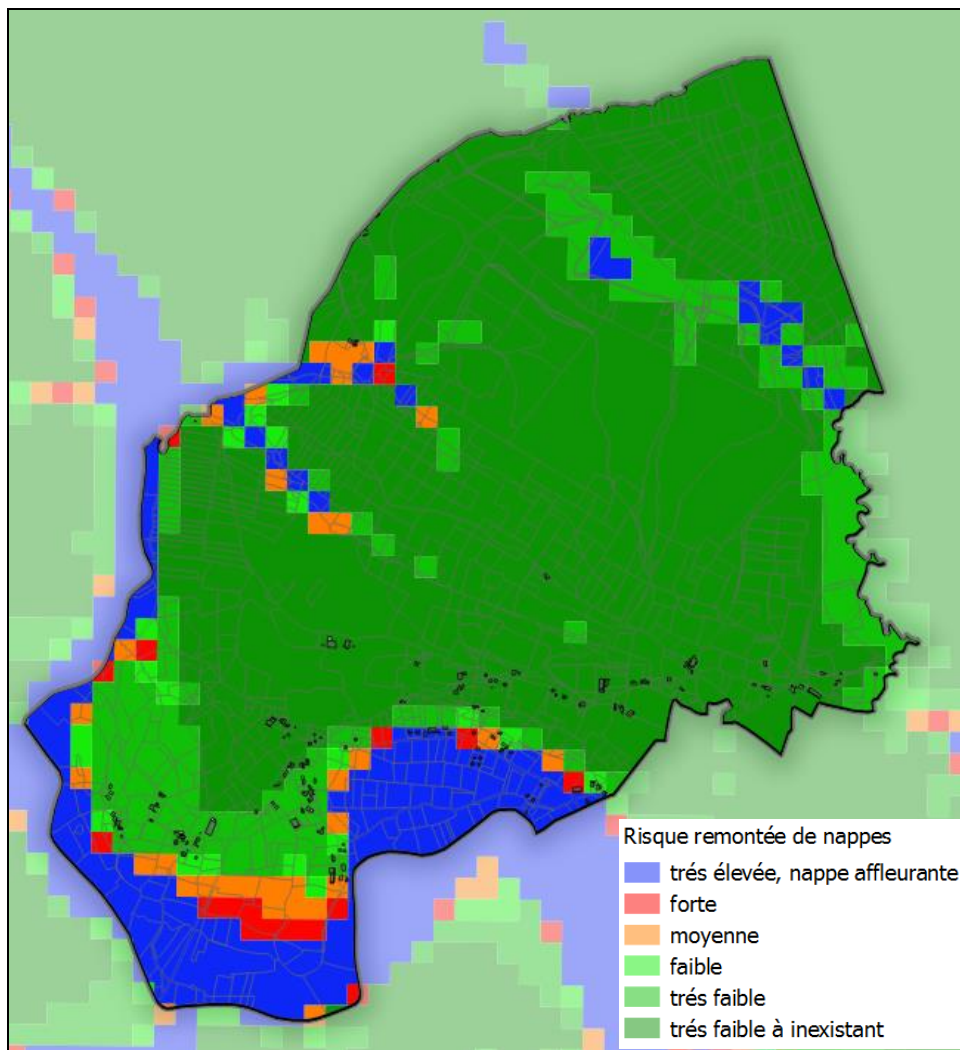 Risque remontée de nappes
trés élevée, nappe affleurante
forte
moyenne
faible
trés faible
trés faible à inexistant